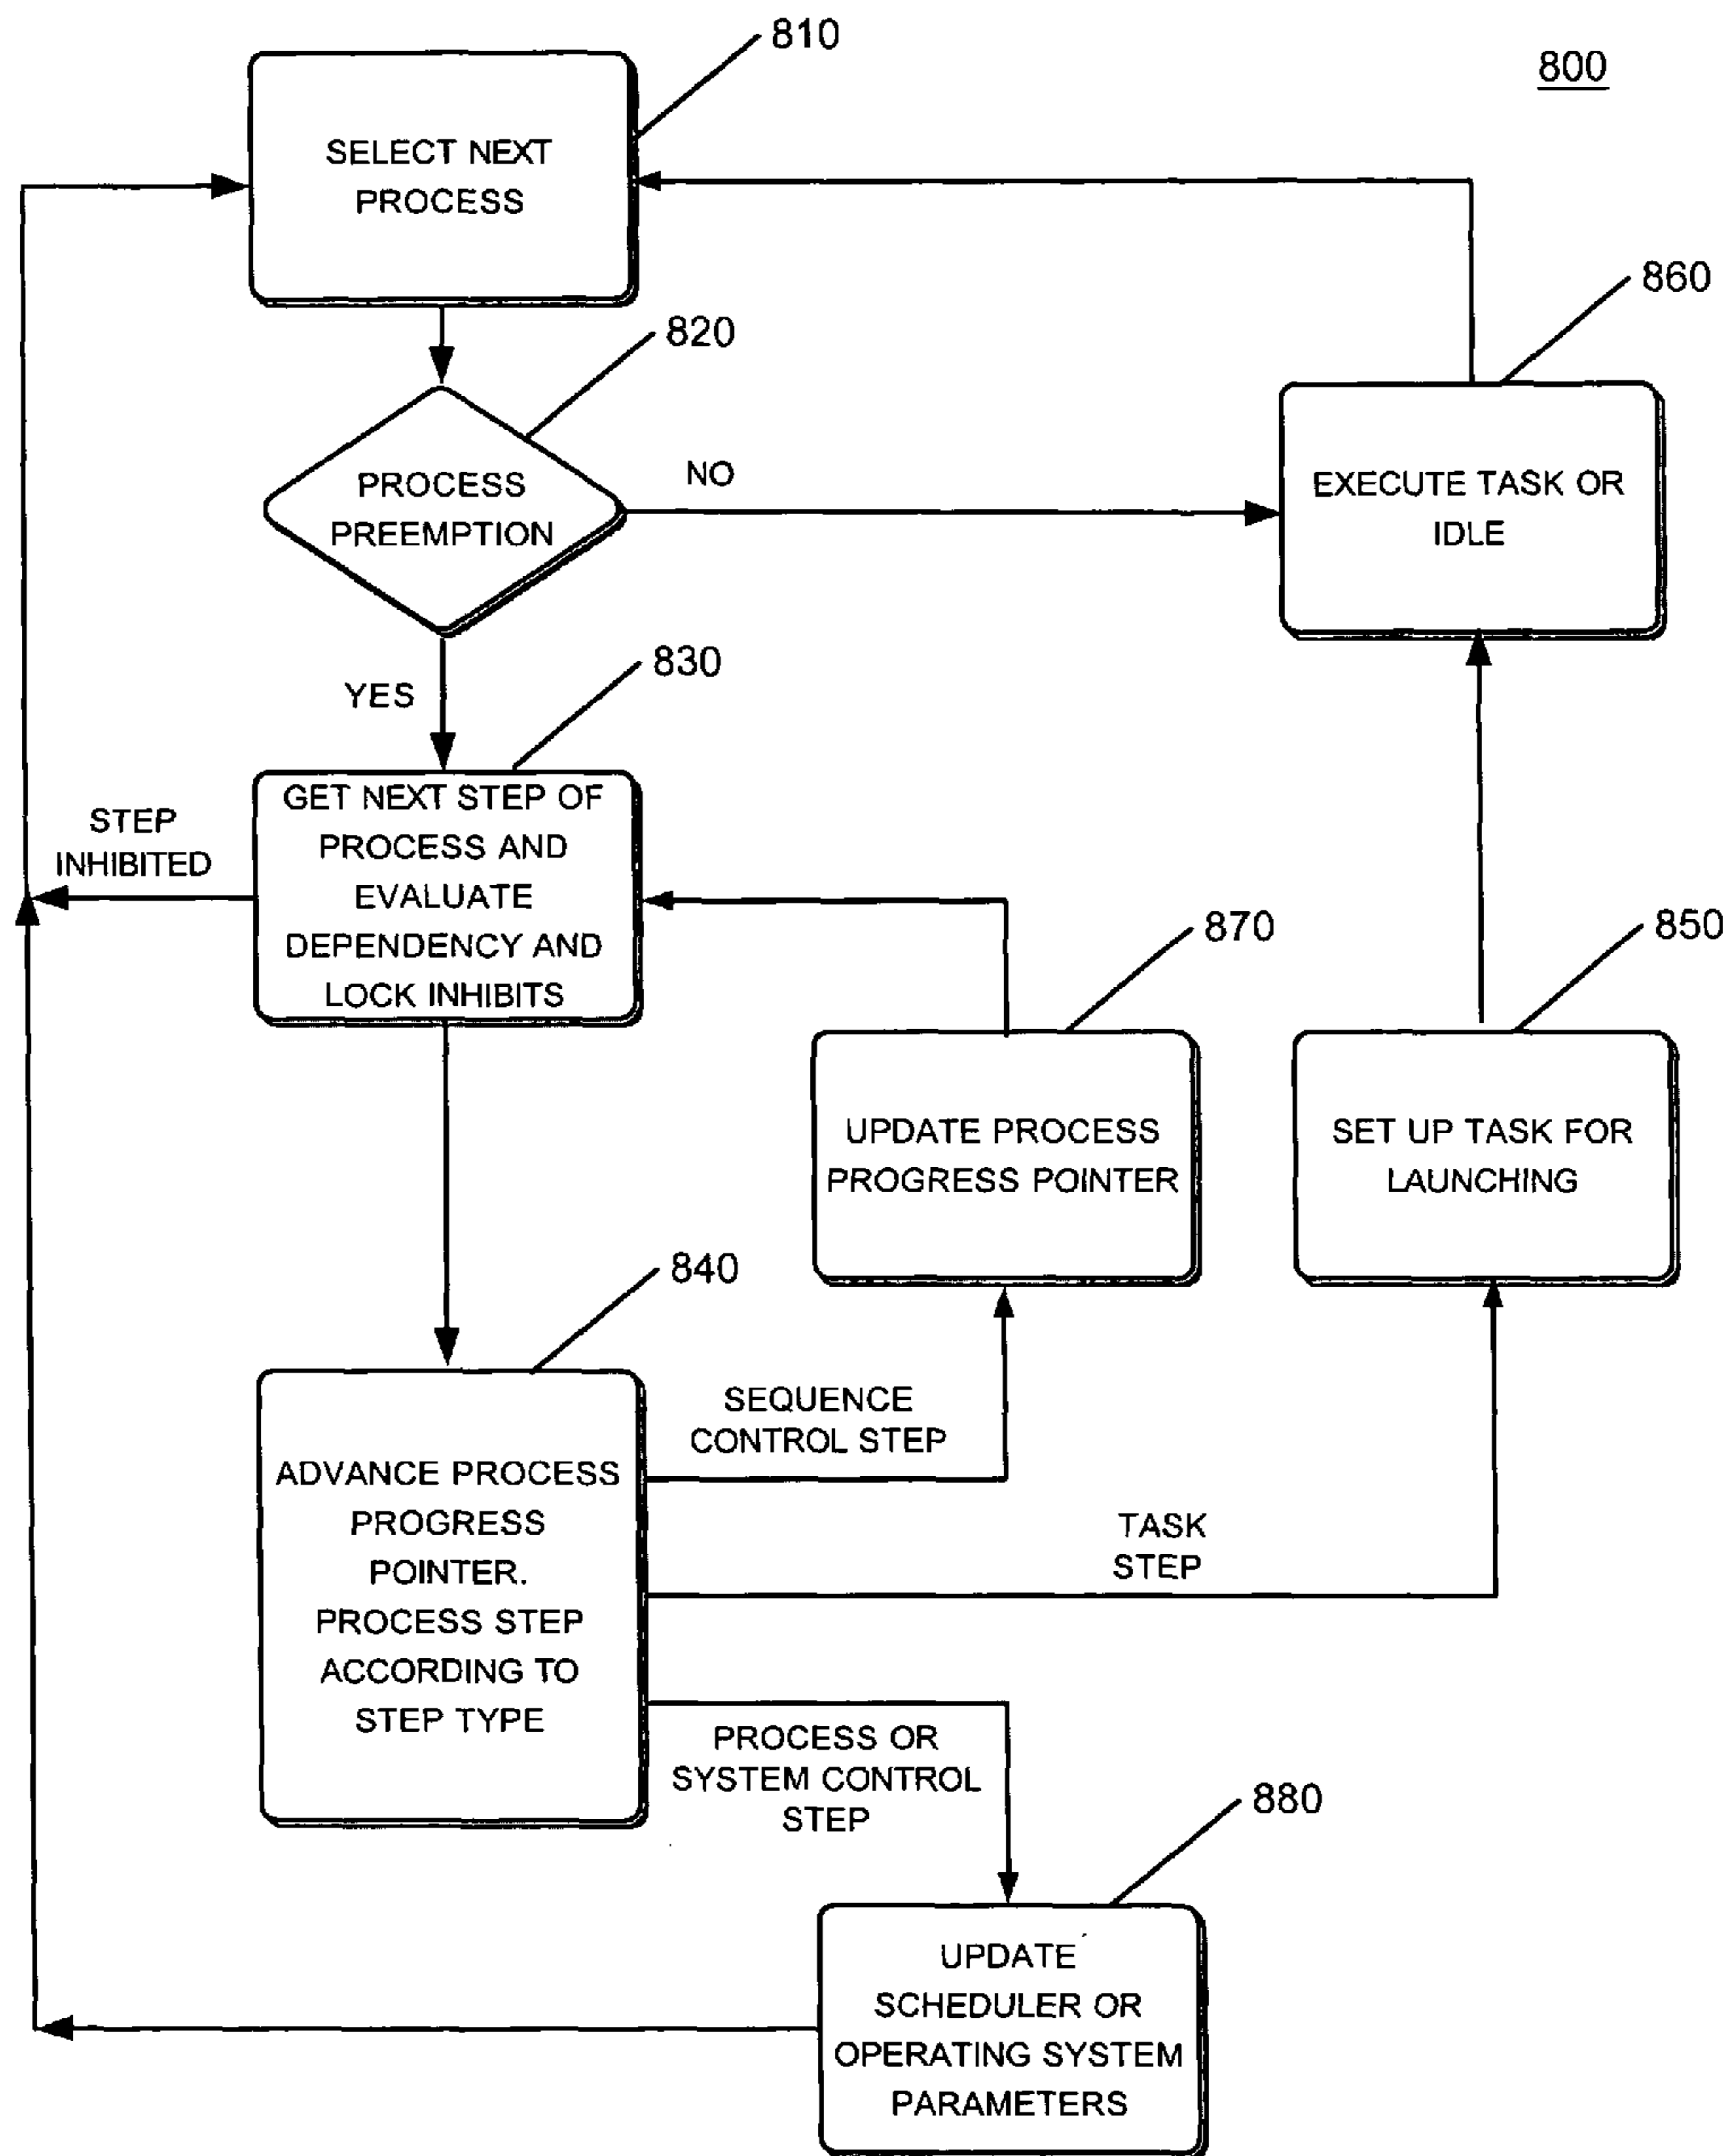 810
800
SELECT NEXT
PROCESS
860
820
PROCESS
PREEMPTION
NO
EXECUTE TASK OR
IDLE
830
YES
GET NEXT STEP OF
PROCESS AND
EVALUATE
DEPENDENCY AND
LOCK INHIBITS
STEP
INHIBITED
870
850
UPDATE PROCESS
PROGRESS POINTER
SET UP TASK FOR
LAUNCHING
840
SEQUENCE
CONTROL STEP
ADVANCE PROCESS
PROGRESS
POINTER.
PROCESS STEP
ACCORDING TO
STEP TYPE
TASK
STEP
PROCESS OR
SYSTEM CONTROL
STEP
880
UPDATE
SCHEDULER OR
OPERATING SYSTEM
PARAMETERS